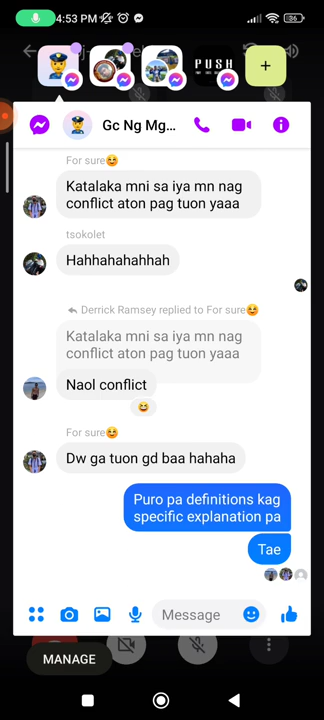 4:53 PM
36
PUSH
+
Gc Ng Mg...
For sure😊
Katalaka mni sa iya mn nag
conflict aton pag tuon yaaa
tsokolet
Hahhahahahhah
Derrick Ramsey replied to For sure😊
Katalaka mni sa iya mn nag
conflict aton pag tuon yaaa
Naol conflict
For sure😊
Dw ga tuon gd baa hahaha
Puro pa definitions kag
specific explanation pa
Tae
Message
MANAGE